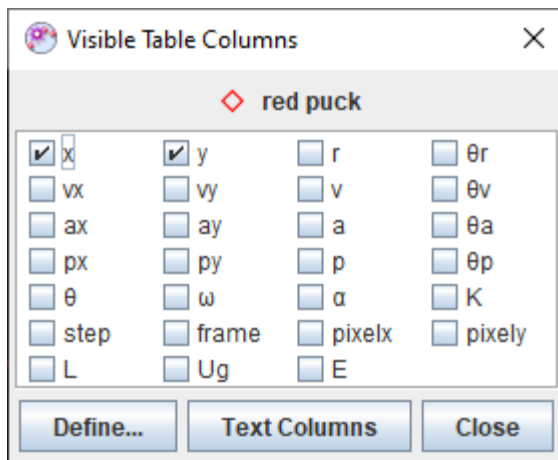 Visible Table Columns
red puck
x y r θr
vx vy v θv
ax ay a θa
px py p θp
θ ω α K
step frame pixelx pixely
L Ug E
Define... Text Columns Close